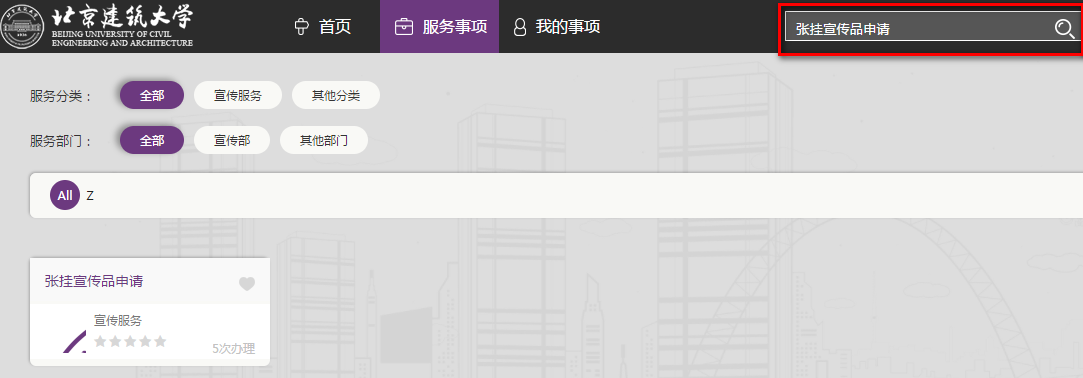 北京建筑大学
BEIJING UNIVERSITY OF CIVIL
ENGINEERING AND ARCHITECTURE
首页
服务事项
我的事项
张挂宣传品申请
服务分类： 全部 宣传服务 其他分类
服务部门： 全部 宣传部 其他部门
All Z
张挂宣传品申请
宣传服务
5次办理